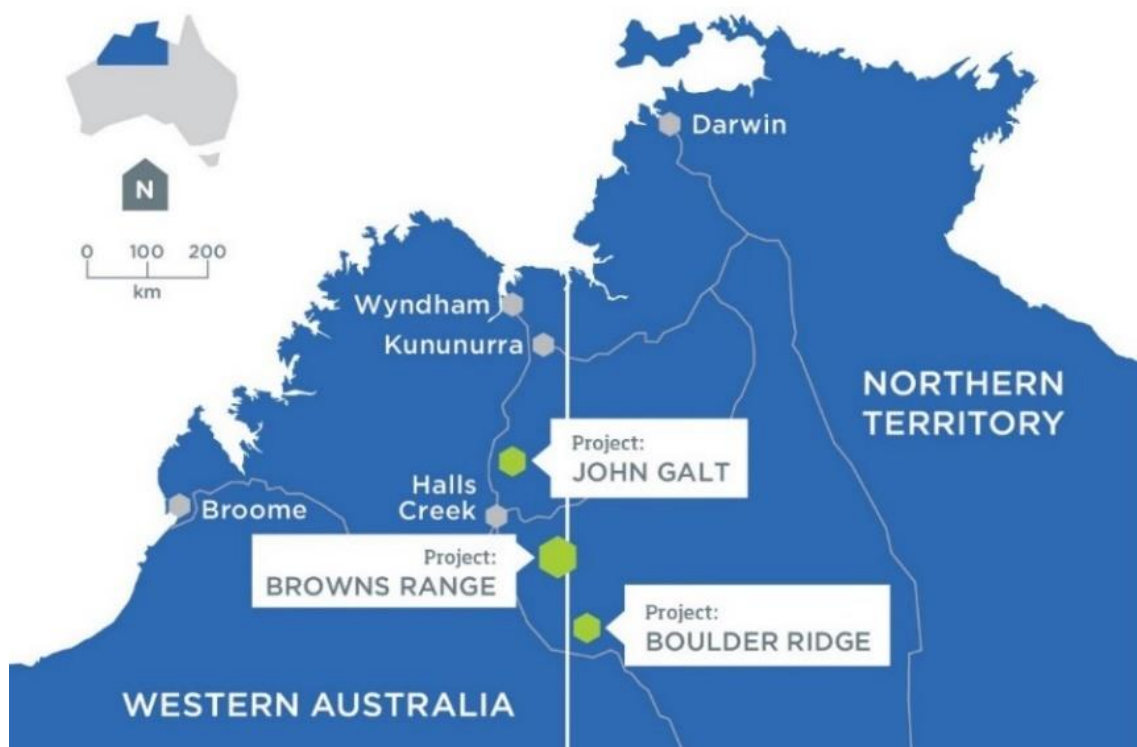 Darwin
N
0 100 200
km
Wyndham
Kununurra
NORTHERN
TERRITORY
Project:
JOHN GALT
Halls
Creek
Broome
Project:
BROWNS RANGE
Project:
BOULDER RIDGE
WESTERN AUSTRALIA